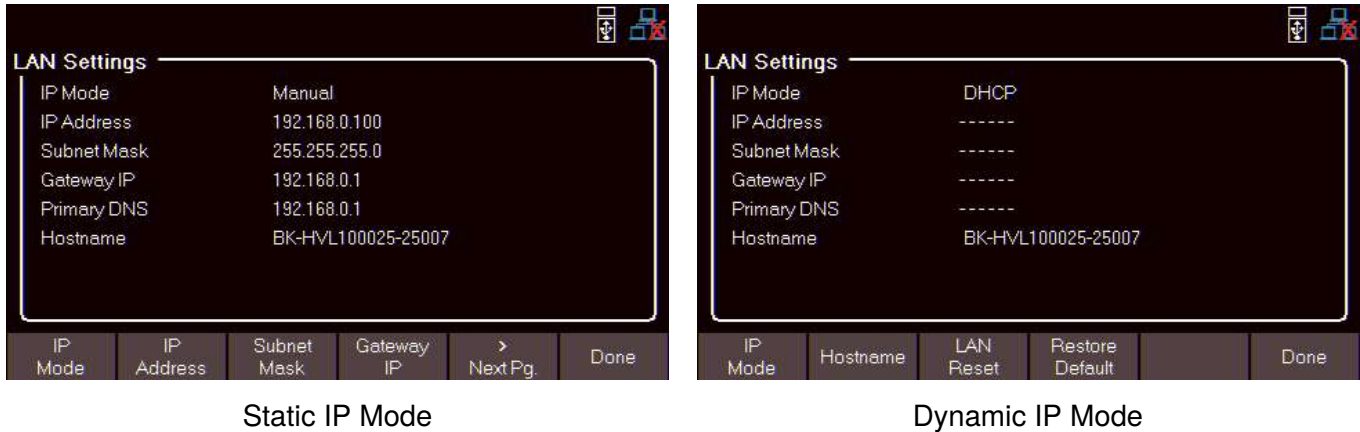 LAN Settings
IP Mode Manual
IP Address 192.168.0.100
Subnet Mask 255.255.255.0
Gateway IP 192.168.0.1
Primary DNS 192.168.0.1
Hostname BK-HVL100025-25007
IP Mode
IP Address
Subnet Mask
Gateway IP
> Next Pg.
Done
Static IP Mode
LAN Settings
IP Mode DHCP
IP Address ------
Subnet Mask ------
Gateway IP ------
Primary DNS ------
Hostname BK-HVL100025-25007
IP Mode
Hostname
LAN Reset
Restore Default
Done
Dynamic IP Mode